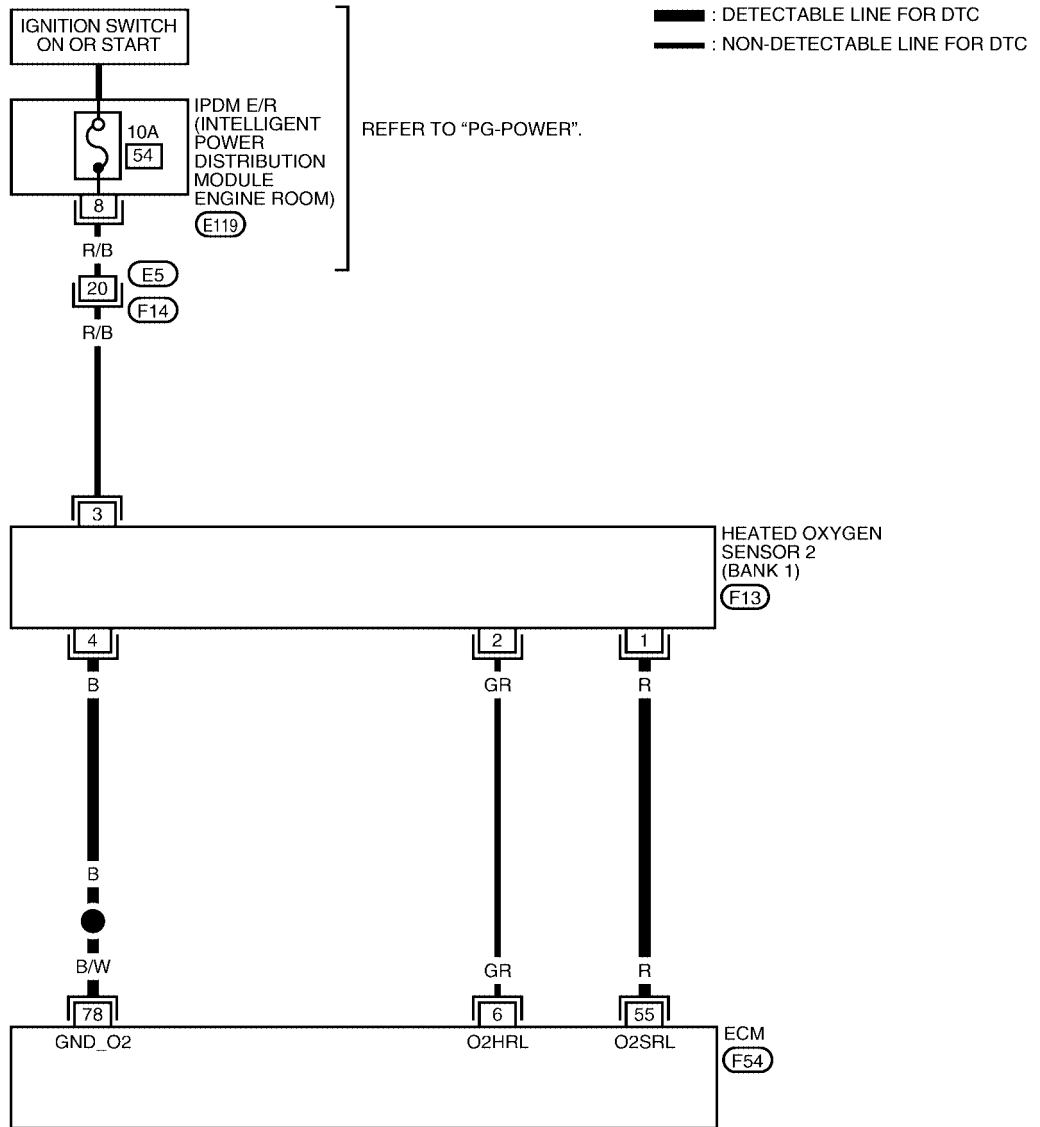 IGNITION SWITCH
ON OR START
: DETECTABLE LINE FOR DTC
: NON-DETECTABLE LINE FOR DTC
10A
54
IPDM E/R
(INTELLIGENT
POWER
DISTRIBUTION
MODULE
ENGINE ROOM)
E119
REFER TO “PG-POWER”.
8
R/B
20
E5
F14
R/B
3
HEATED OXYGEN
SENSOR 2
(BANK 1)
F13
4
2
1
B
GR
R
B
B/W
GR
R
78
6
55
GND_O2
O2HRL
O2SRL
ECM
F54